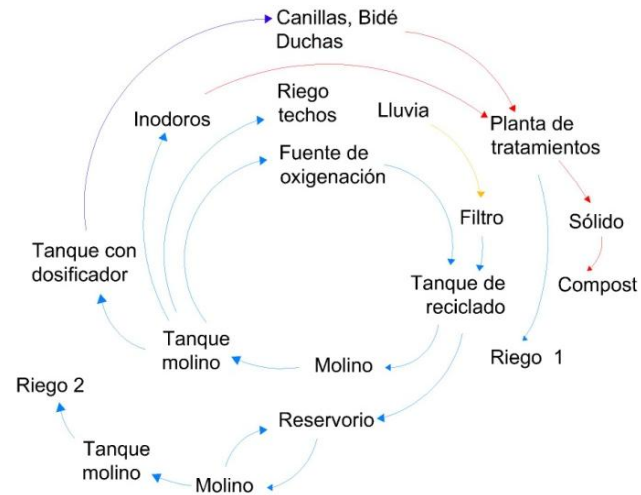 Canillas, Bidé
Duchas
Riego
techos
Lluvia
Inodoros
Planta de
tratamientos
Fuente de
oxigenación
Filtro
Sólido
Tanque con
dosificador
Tanque de
reciclado
Compost
Tanque
molino
Molino
Riego 1
Riego 2
Reservorio
Tanque
molino
Molino